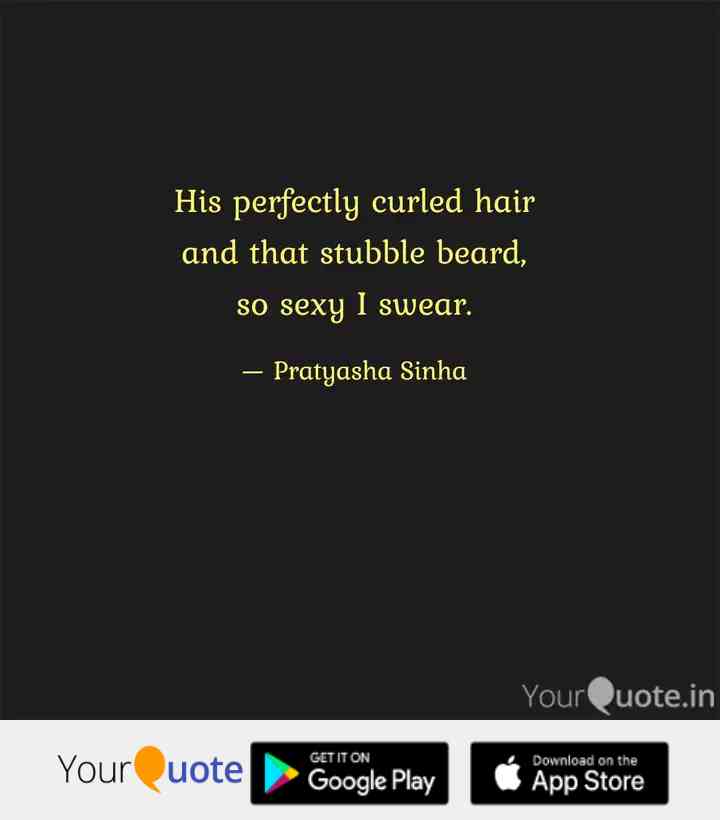 His perfectly curled hair
and that stubble beard,
so sexy I swear.
— Pratyasha Sinha
YourQuote.in
YourQuote
GET IT ON
Google Play
Download on the
App Store